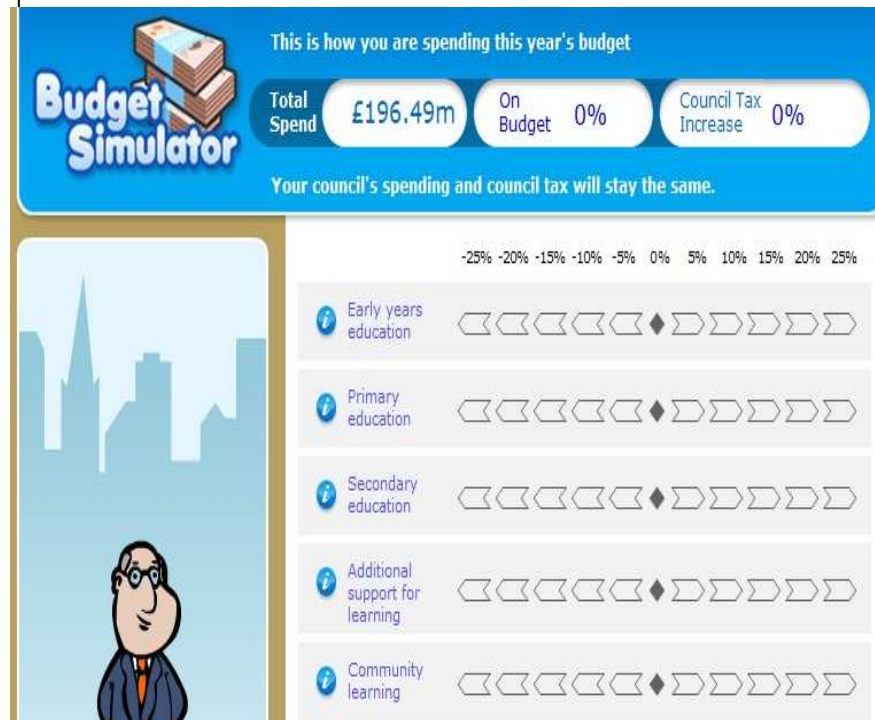 Budget
Simulator
This is how you are spending this year's budget
Total
Spend
£196.49m
On
Budget
0%
Council Tax
Increase
0%
Your council's spending and council tax will stay the same.
-25% -20% -15% -10% -5% 0% 5% 10% 15% 20% 25%
Early years
education
Primary
education
Secondary
education
Additional
support for
learning
Community
learning